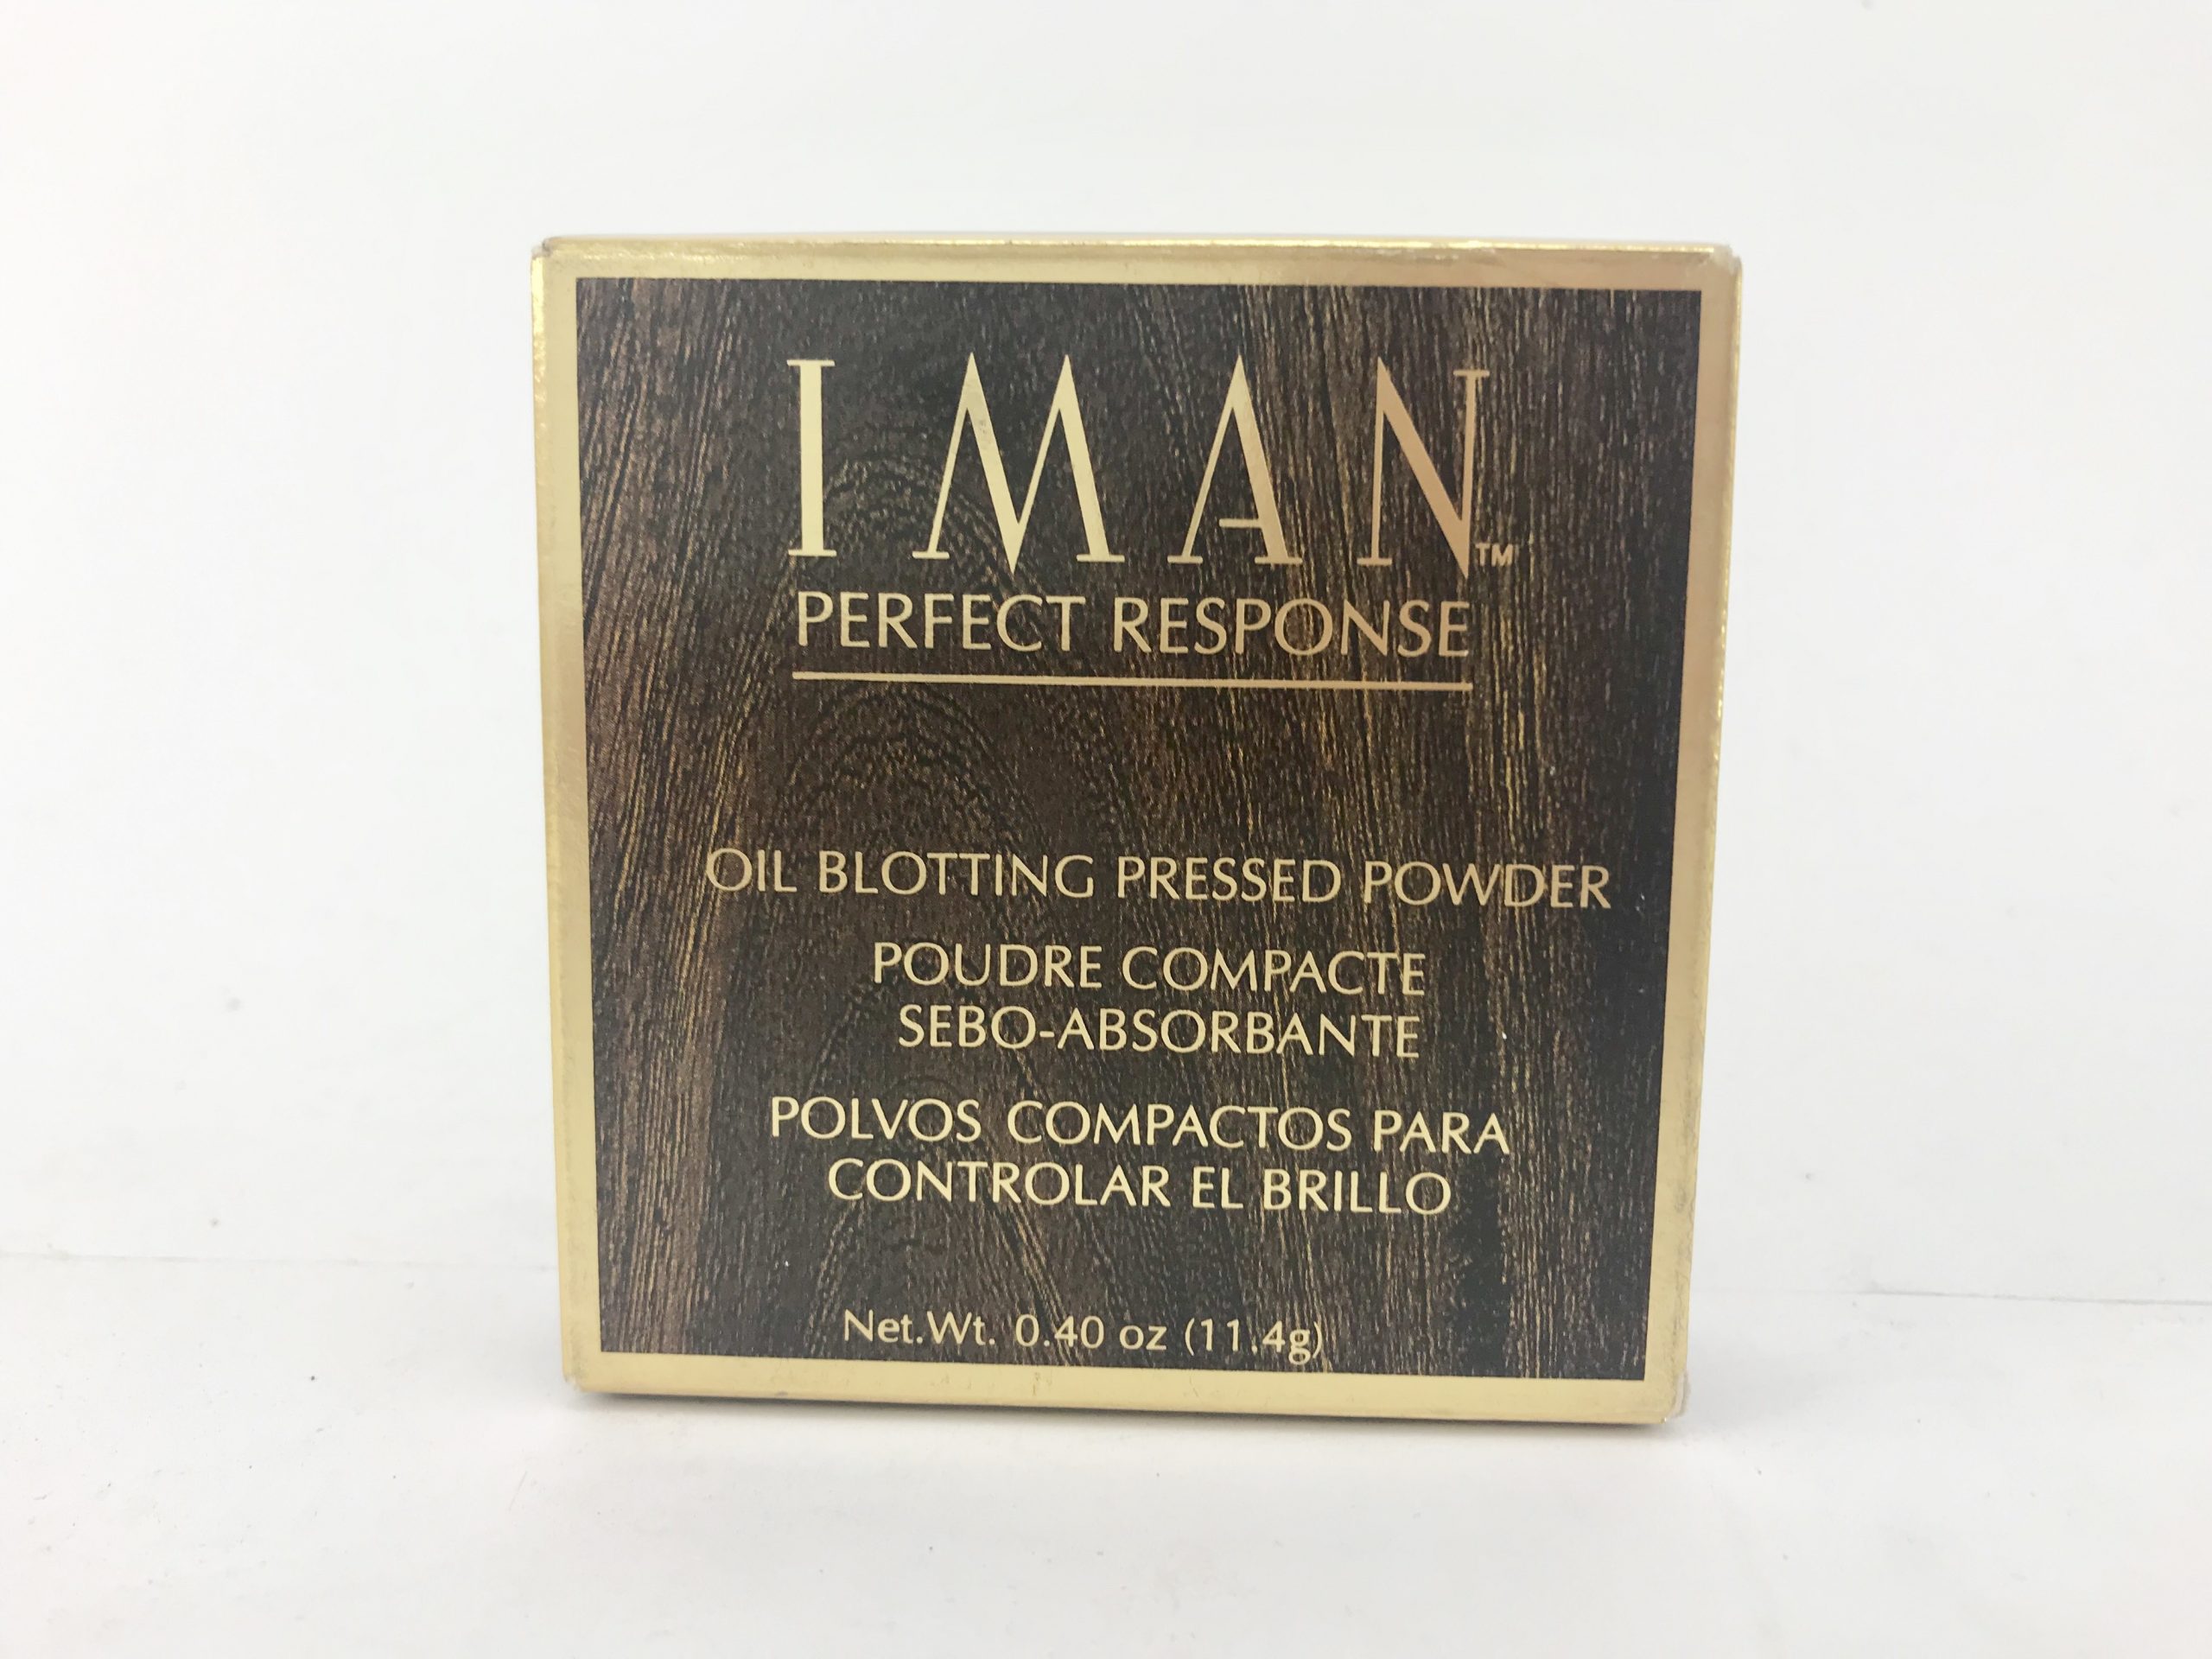 IMAN™
PERFECT RESPONSE
OIL BLOTTING PRESSED POWDER
POUDRE COMPACTE
SEBO-ABSORBANTE
POLVOS COMPACTOS PARA
CONTROLAR EL BRILLO
Net.Wt. 0.40 oz (11.4g)